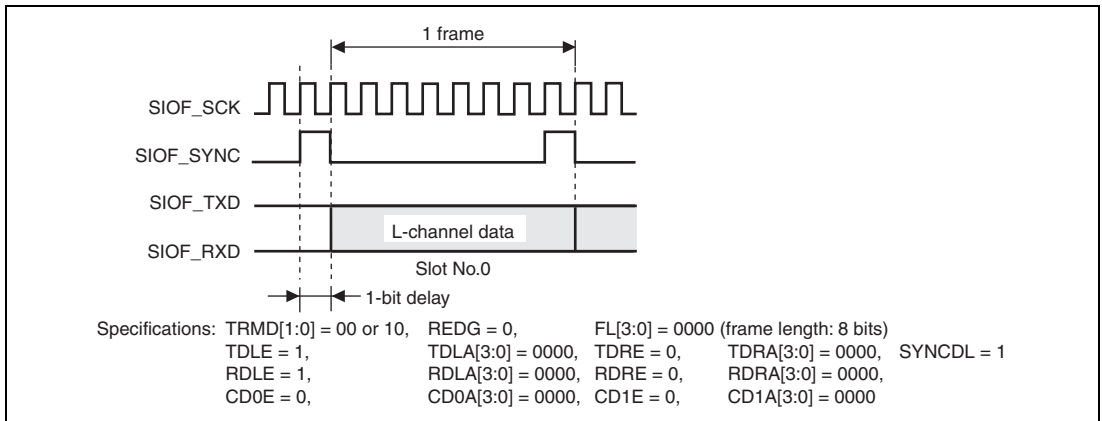 1 frame
SIOF_SCK
SIOF_SYNC
SIOF_TXD
L-channel data
SIOF_RXD
Slot No.0
1-bit delay
Specifications: TRMD[1:0] = 00 or 10, REDG = 0, FL[3:0] = 0000 (frame length: 8 bits)
TDLE = 1, TDLA[3:0] = 0000, TDRE = 0, TDRA[3:0] = 0000, SYNCDL = 1
RDLE = 1, RDLA[3:0] = 0000, RDRE = 0, RDRA[3:0] = 0000,
CD0E = 0, CD0A[3:0] = 0000, CD1E = 0, CD1A[3:0] = 0000